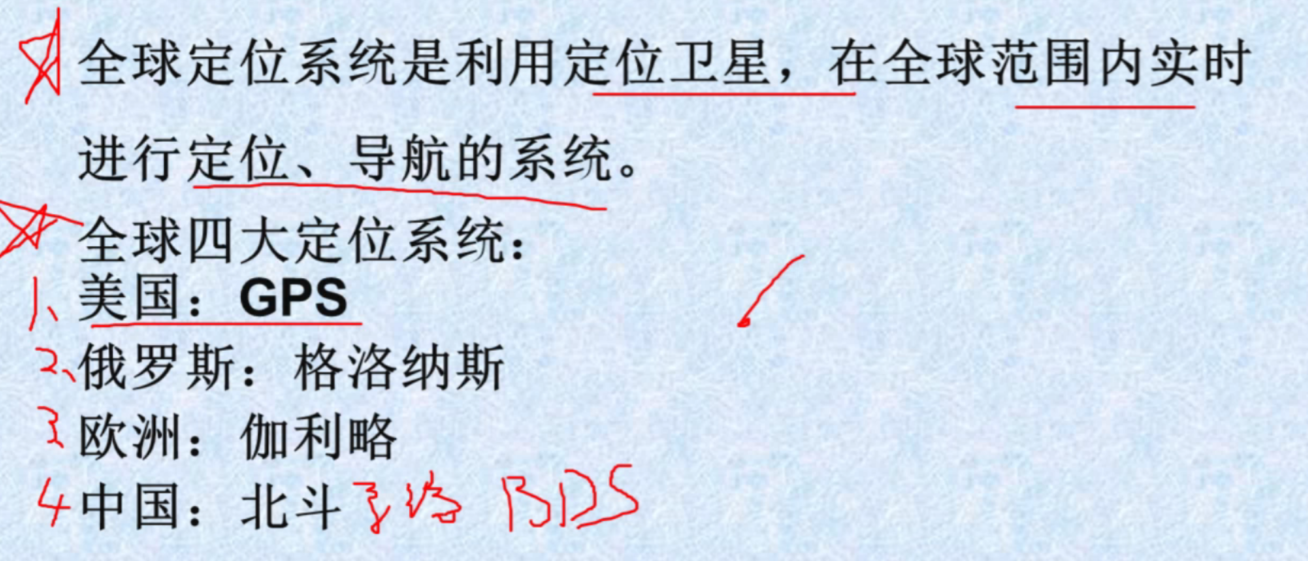 全球定位系统是利用定位卫星，在全球范围内实时
进行定位、导航的系统。
全球四大定位系统：
1、美国：GPS
2、俄罗斯：格洛纳斯
3、欧洲：伽利略
4 中国：北斗系统 BDS